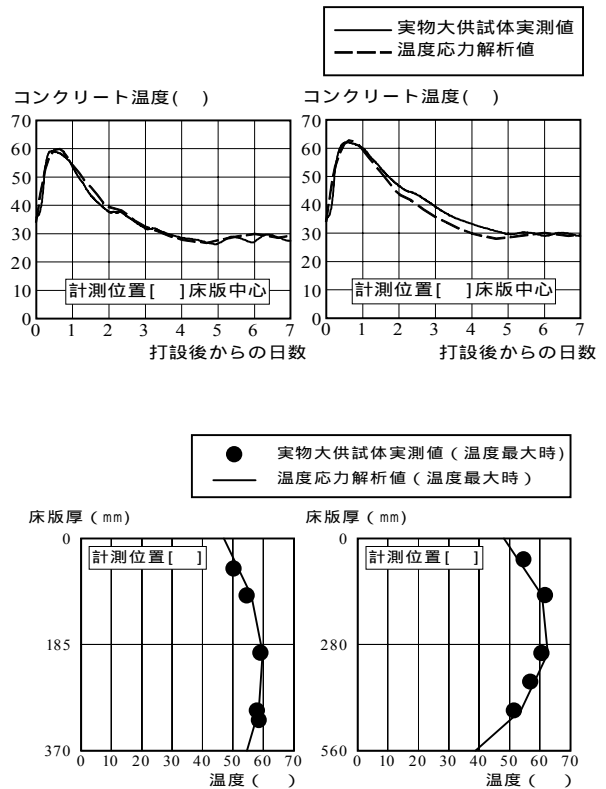 実物大供試体実測値
温度応力解析値
コンクリート温度( )
70
60
50
40
30
20
10
0
計測位置[ ]床版中心
0 1 2 3 4 5 6 7
打設後からの日数
コンクリート温度( )
70
60
50
40
30
20
10
0
計測位置[ ]床版中心
0 1 2 3 4 5 6 7
打設後からの日数
実物大供試体実測値(温度最大時)
温度応力解析値(温度最大時)
床版厚(mm)
0
計測位置[ ]
185
370
0 10 20 30 40 50 60 70
温度( )
床版厚(mm)
0
計測位置[ ]
280
560
0 10 20 30 40 50 60 70
温度( )